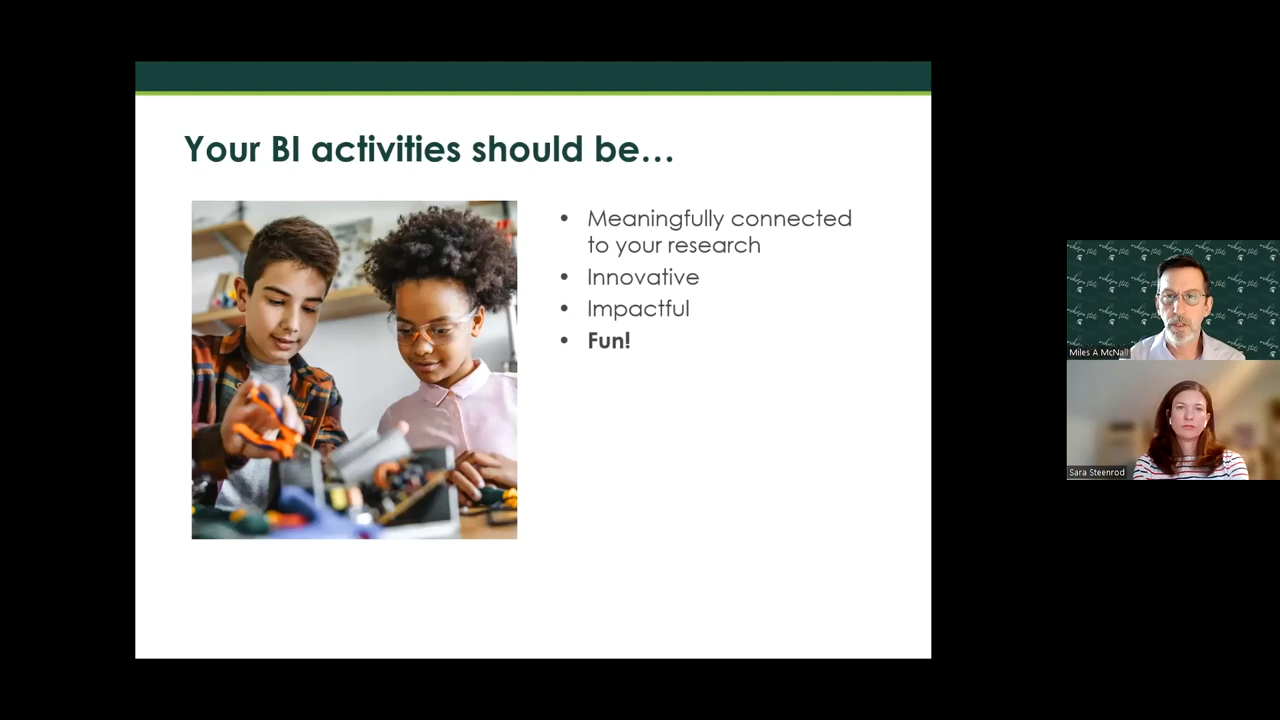 Your BI activities should be…
• Meaningfully connected
to your research
• Innovative
• Impactful
• Fun!
Miles A McNall
Sara Steenrod